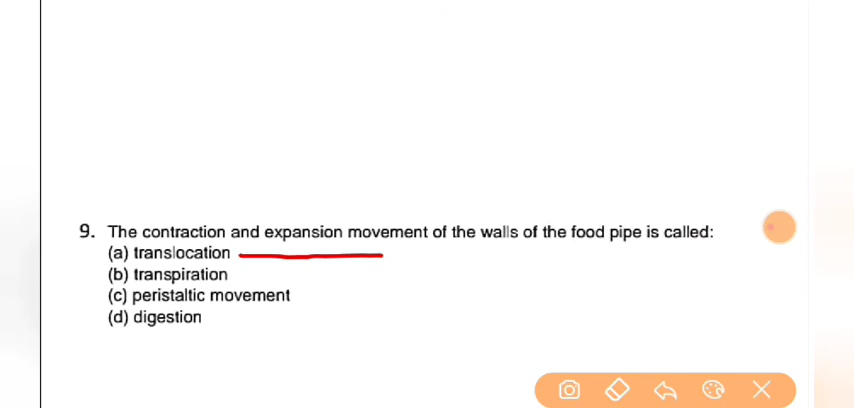 9. The contraction and expansion movement of the walls of the food pipe is called:
(a) translocation
(b) transpiration
(c) peristaltic movement
(d) digestion